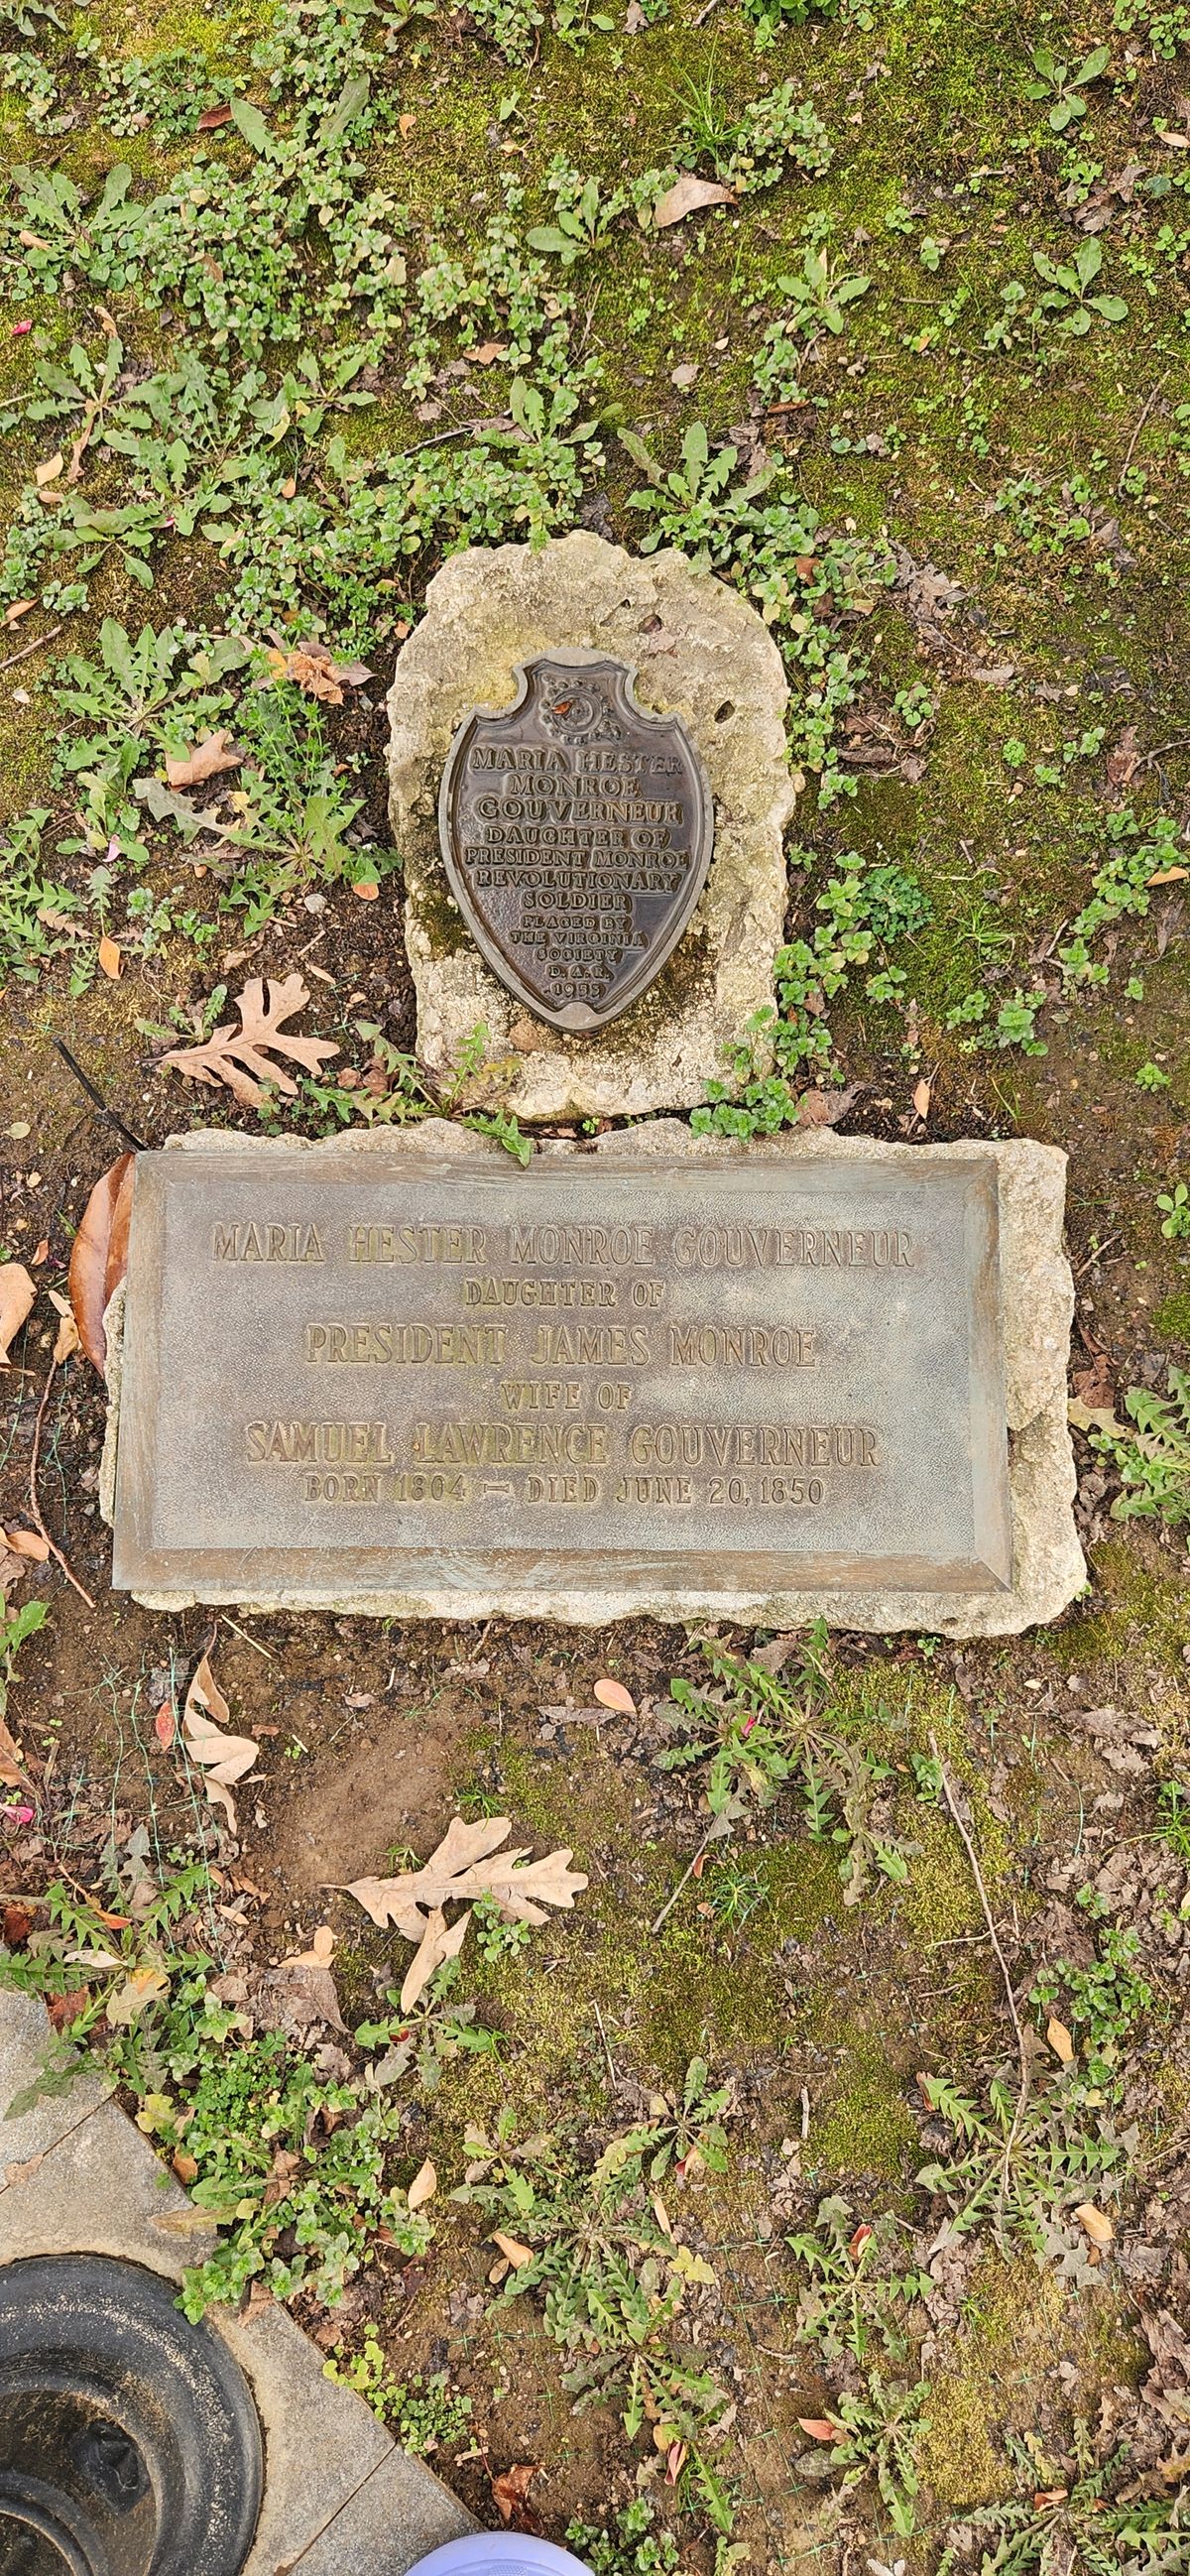 MARIA HESTER
MONROE
GOUVERNEUR
DAUGHTER OF
PRESIDENT MONROE
REVOLUTIONARY
SOLDIER
PLACED BY
THE VIRGINIA
SOCIETY
D. A. R.
MARIA HESTER MONROE GOUVERNEUR
DAUGHTER OF
PRESIDENT JAMES MONROE
WIFE OF
SAMUEL LAWRENCE GOUVERNEUR
BORN 1804 — DIED JUNE 20, 1850